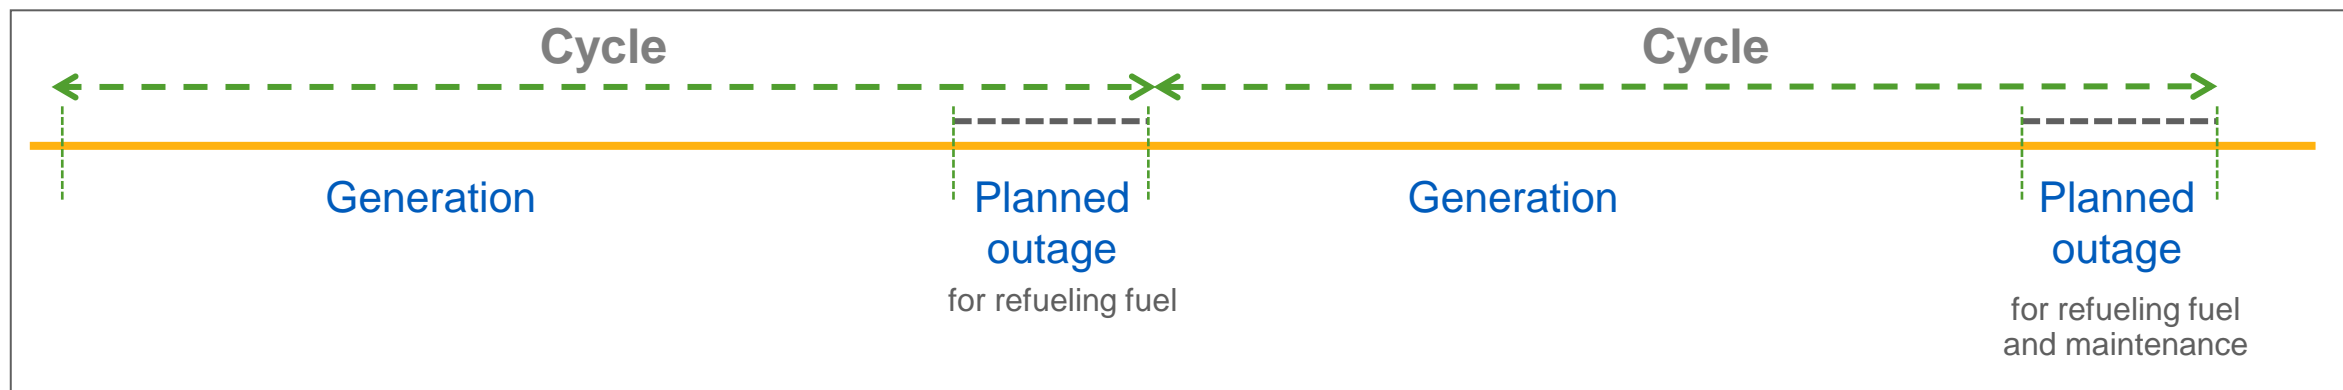 Cycle
Cycle
Generation
Planned
outage
for refueling fuel
Generation
Planned
outage
for refueling fuel
and maintenance